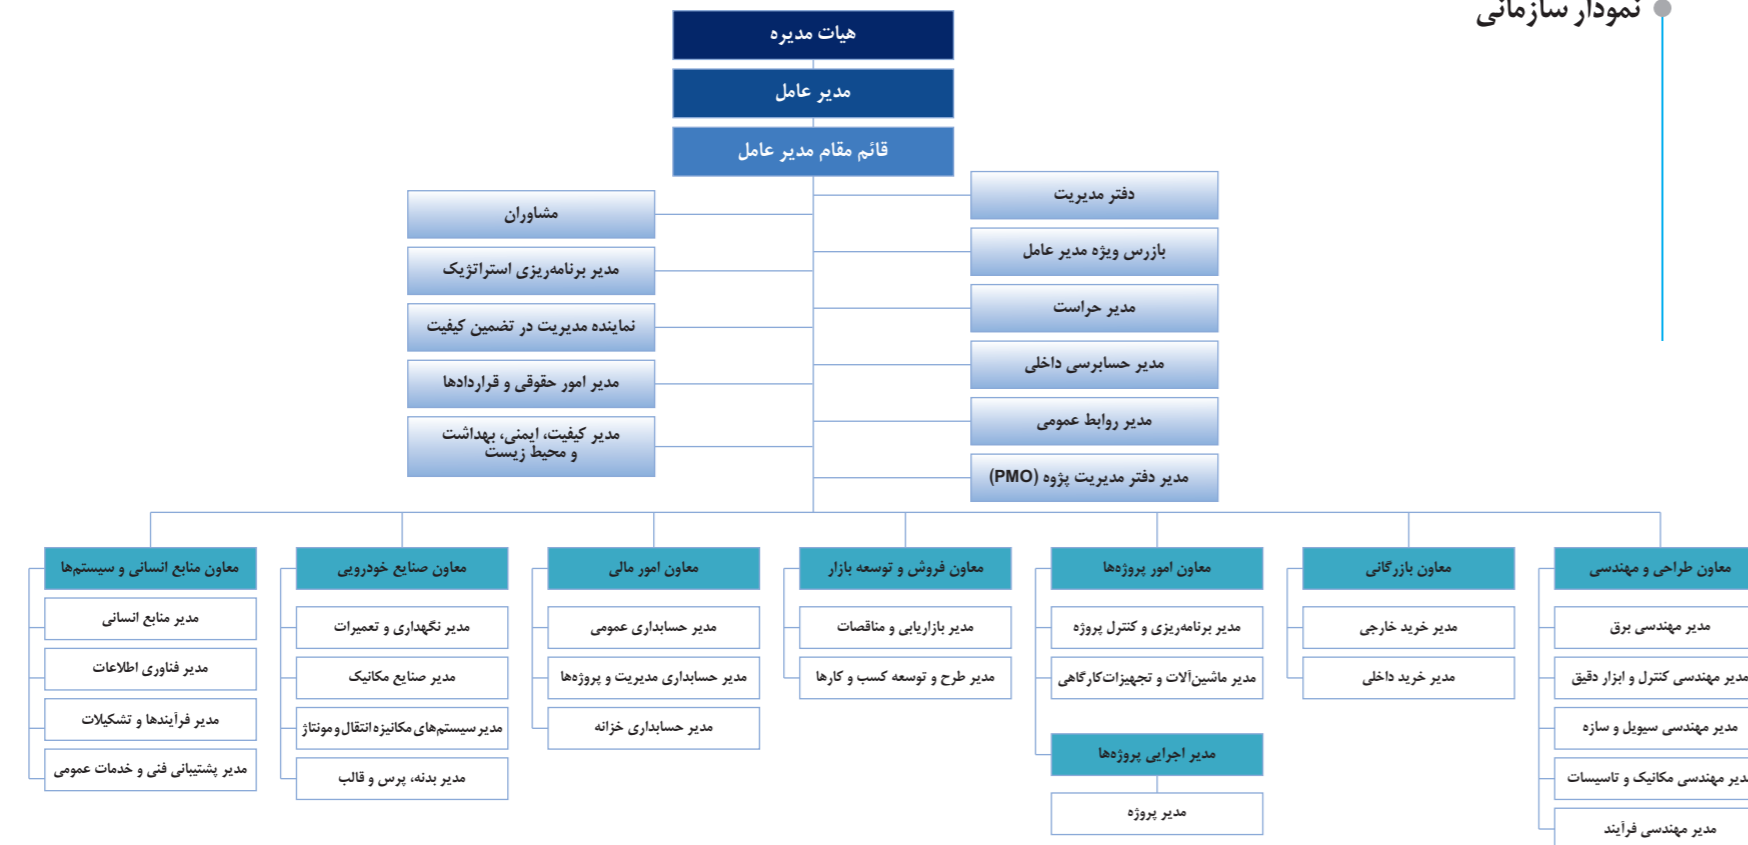 نمودار سازمانی
هیات مدیره
مدیر عامل
قائم مقام مدیر عامل
دفتر مدیریت
بازرس ویژه مدیر عامل
مدیر حراست
مدیر حسابرسی داخلی
مدیر روابط عمومی
مدیر دفتر مدیریت پژوه (PMO)
مشاوران
مدیر برنامه‌ریزی استراتژیک
نماینده مدیریت در تضمین کیفیت
مدیر امور حقوقی و قراردادها
مدیر کیفیت، ایمنی، بهداشت
و محیط زیست
معاون طراحی و مهندسی
مدیر مهندسی برق
مدیر مهندسی کنترل و ابزار دقیق
مدیر مهندسی سیویل و سازه
مدیر مهندسی مکانیک و تاسیسات
مدیر مهندسی فرآیند
معاون بازرگانی
مدیر خرید خارجی
مدیر خرید داخلی
معاون امور پروژه‌ها
مدیر برنامه‌ریزی و کنترل پروژه
مدیر ماشین‌آلات و تجهیزات‌کارگاهی
مدیر اجرایی پروژه‌ها
مدیر پروژه
معاون فروش و توسعه بازار
مدیر بازاریابی و مناقصات
مدیر طرح و توسعه کسب و کارها
معاون امور مالی
مدیر حسابداری عمومی
مدیر حسابداری مدیریت و پروژه‌ها
مدیر حسابداری خزانه
معاون صنایع خودرویی
مدیر نگهداری و تعمیرات
مدیر صنایع مکانیک
مدیر سیستم‌های مکانیزه انتقال و مونتاژ
مدیر بدنه، پرس و قالب
معاون منابع انسانی و سیستم‌ها
مدیر منابع انسانی
مدیر فناوری اطلاعات
مدیر فرآیندها و تشکیلات
مدیر پشتیبانی فنی و خدمات عمومی